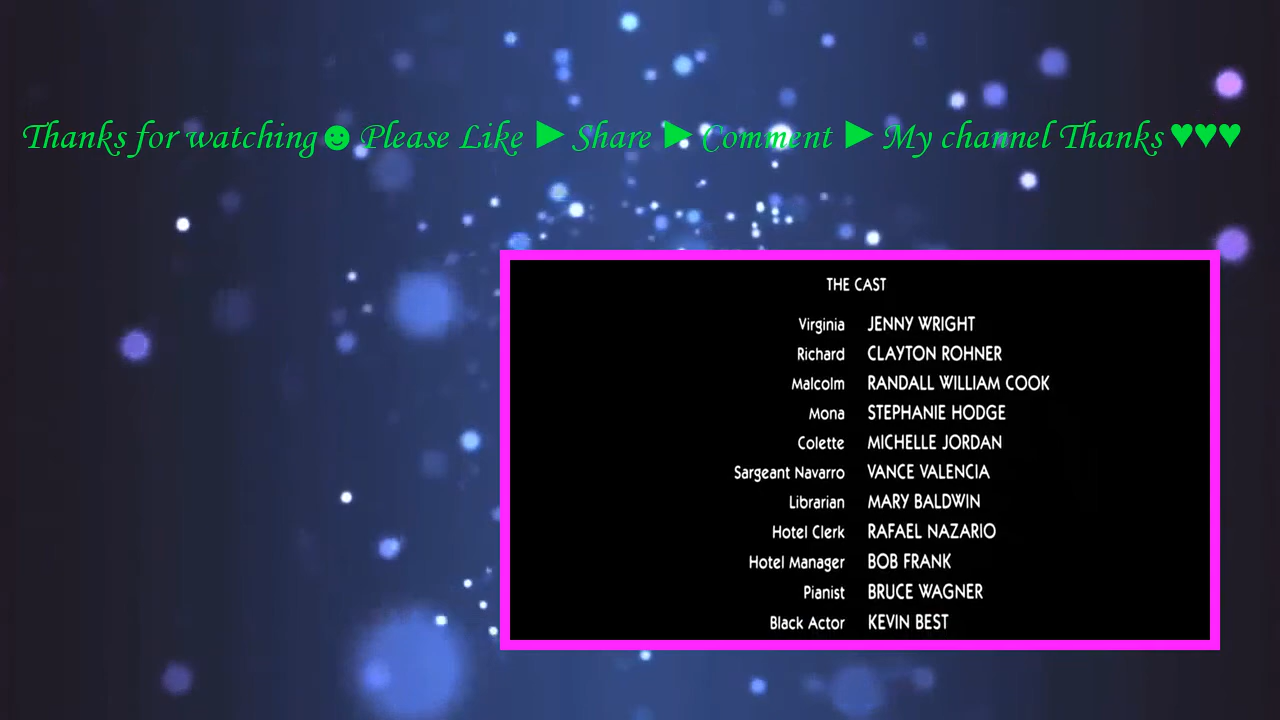 Thanks for watching☻Please Like ► Share ► Comment ► My channel Thanks ♥♥♥
THE CAST
Virginia JENNY WRIGHT
Richard CLAYTON ROHNER
Malcolm RANDALL WILLIAM COOK
Mona STEPHANIE HODGE
Colette MICHELLE JORDAN
Sargeant Navarro VANCE VALENCIA
Librarian MARY BALDWIN
Hotel Clerk RAFAEL NAZARIO
Hotel Manager BOB FRANK
Pianist BRUCE WAGNER
Black Actor KEVIN BEST